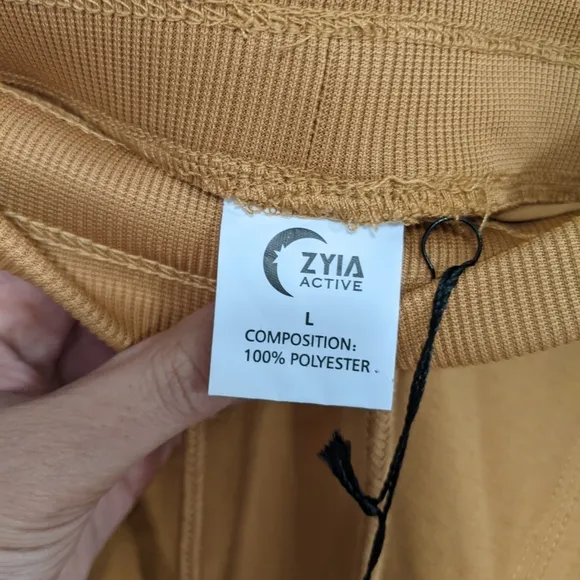 ZYIA
ACTIVE
L
COMPOSITION:
100% POLYESTER